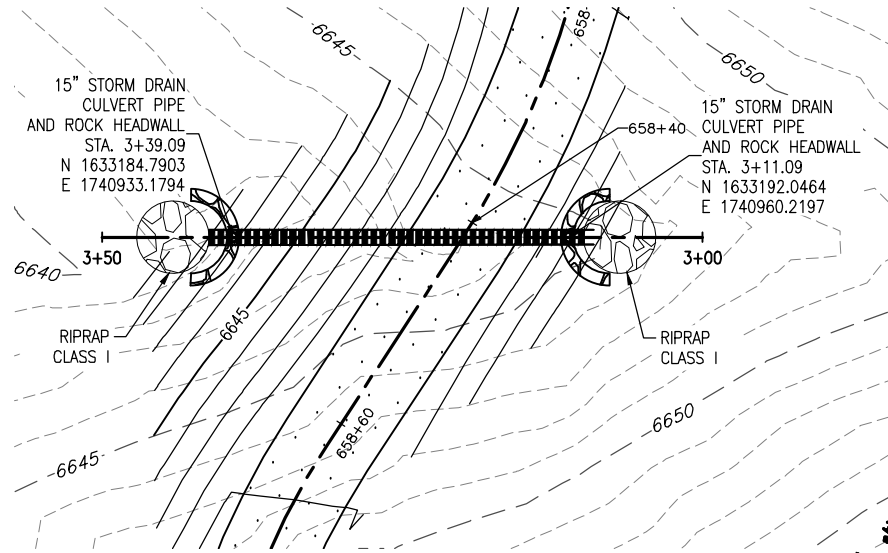 6645
658
6650
15" STORM DRAIN
CULVERT PIPE
AND ROCK HEADWALL
STA. 3+39.09
N 1633184.7903
E 1740933.1794
658+40
15" STORM DRAIN
CULVERT PIPE
AND ROCK HEADWALL
STA. 3+11.09
N 1633192.0464
E 1740960.2197
3+50
3+00
6640
6645
RIPRAP
CLASS I
RIPRAP
CLASS I
658+60
6650
6645